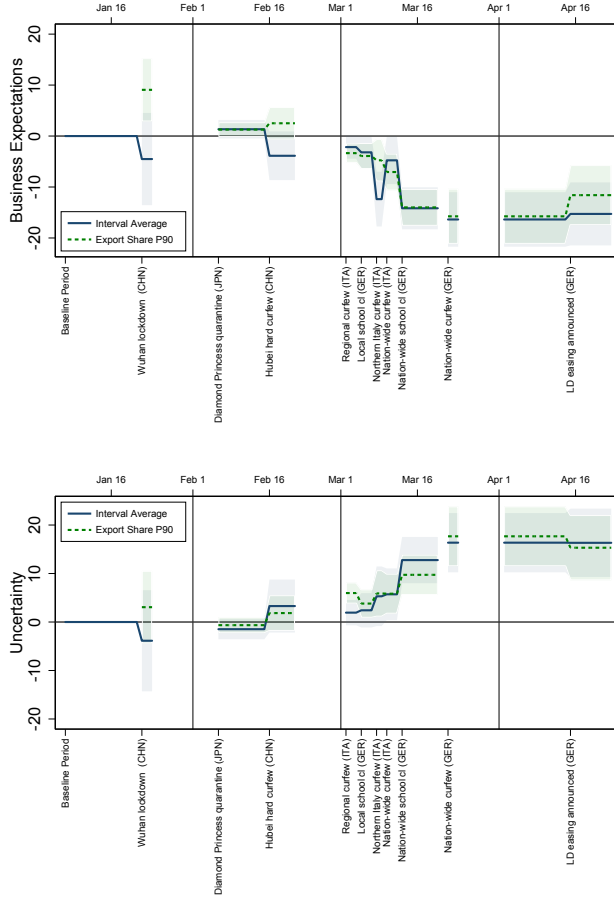 Jan 16
Feb 1
Feb 16
Mar 1
Mar 16
Apr 1
Apr 16
Business Expectations
20
10
0
-10
-20
Interval Average
Export Share P90
Baseline Period
Wuhan lockdown (CHN)
Diamond Princess quarantine (JPN)
Hubei hard curfew (CHN)
Regional curfew (ITA)
Local school cl (GER)
Northern Italy curfew (ITA)
Nation-wide curfew (ITA)
Nation-wide school cl (GER)
Nation-wide curfew (GER)
LD easing announced (GER)
Jan 16
Feb 1
Feb 16
Mar 1
Mar 16
Apr 1
Apr 16
Uncertainty
20
10
0
-10
-20
Interval Average
Export Share P90
Baseline Period
Wuhan lockdown (CHN)
Diamond Princess quarantine (JPN)
Hubei hard curfew (CHN)
Regional curfew (ITA)
Local school cl (GER)
Northern Italy curfew (ITA)
Nation-wide curfew (ITA)
Nation-wide school cl (GER)
Nation-wide curfew (GER)
LD easing announced (GER)